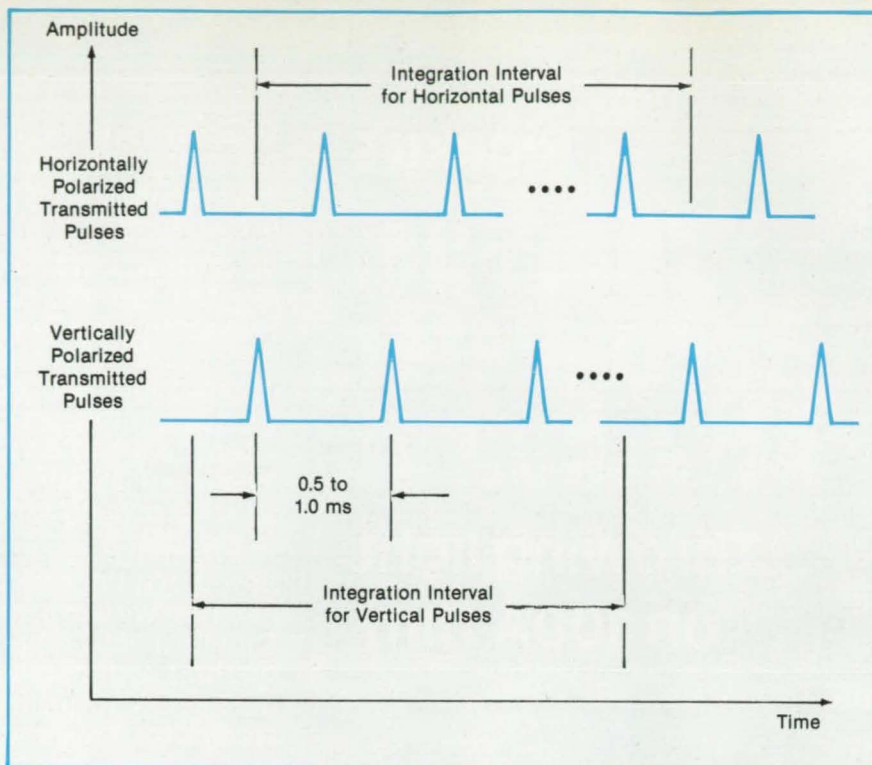 Amplitude
Integration Interval
for Horizontal Pulses
Horizontally
Polarized
Transmitted
Pulses
Vertically
Polarized
Transmitted
Pulses
0.5 to
1.0 ms
Integration Interval
for Vertical Pulses
Time